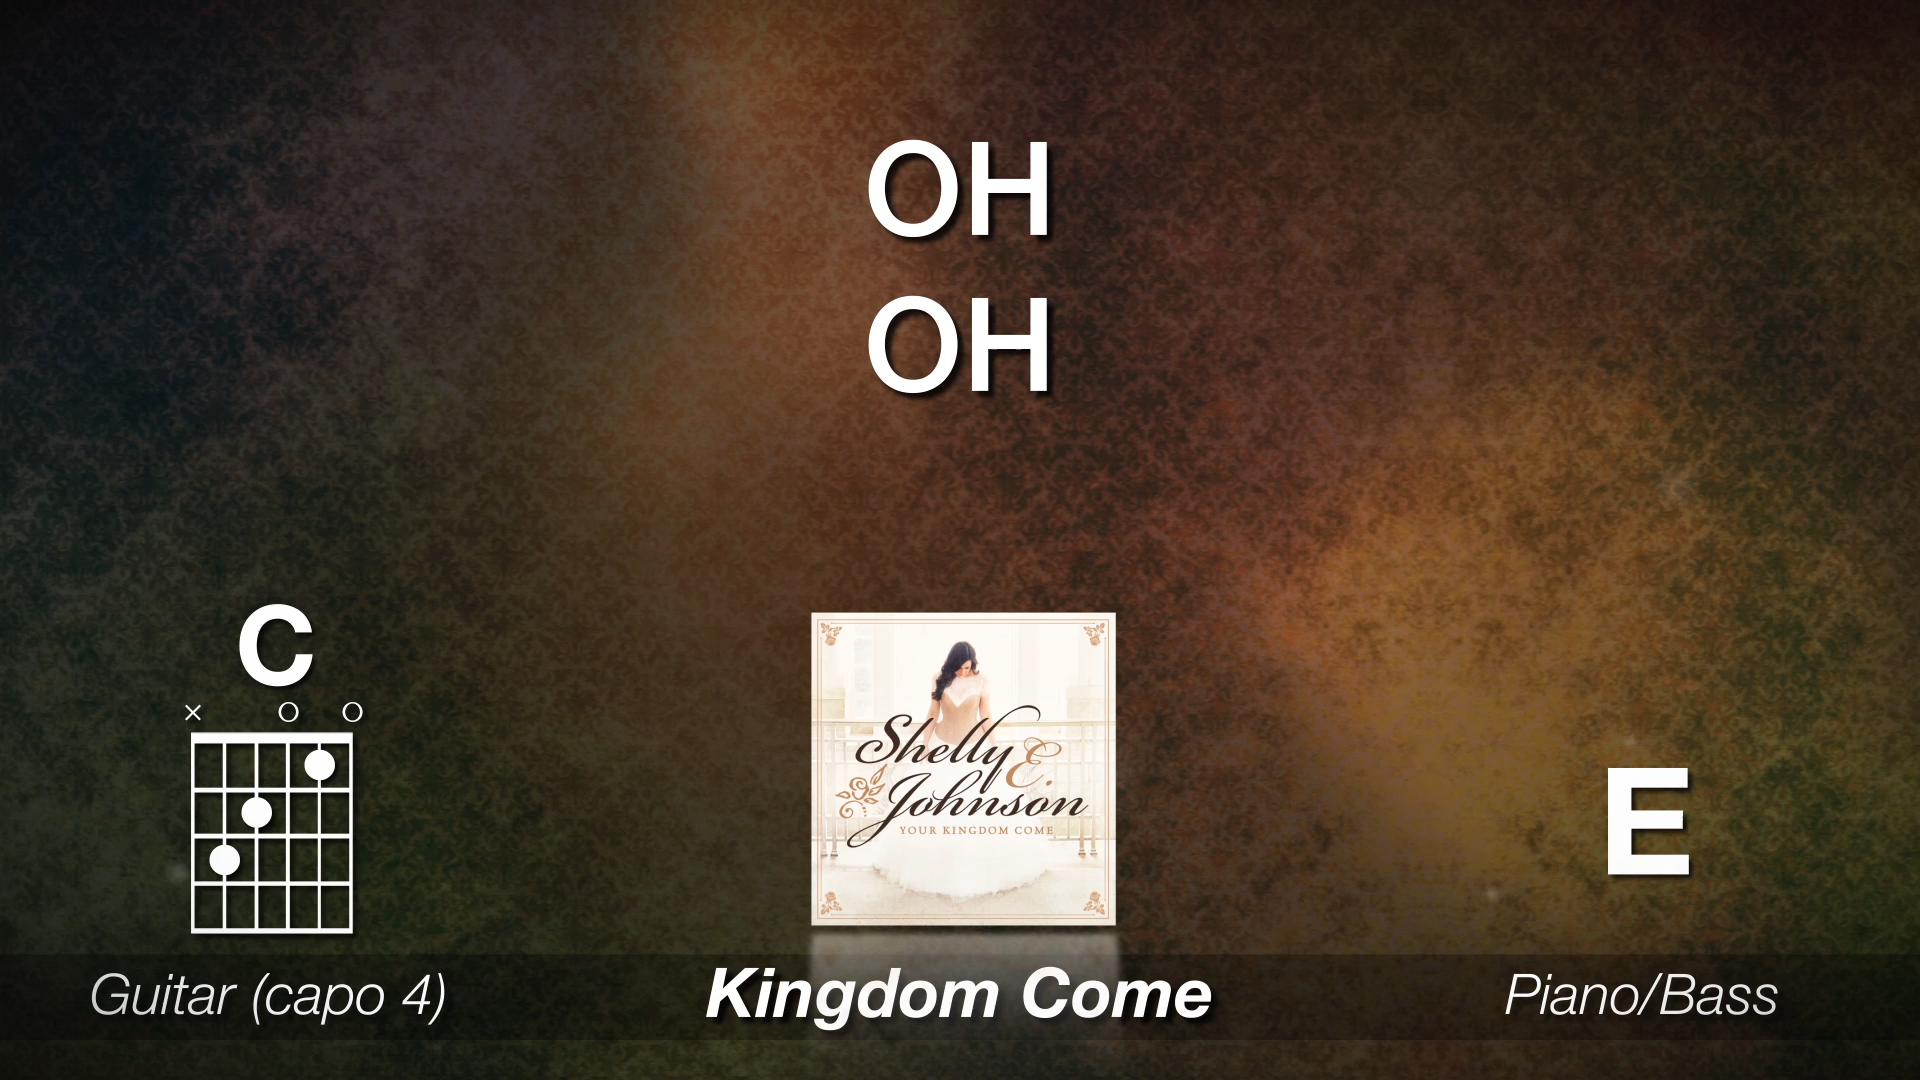 OH
OH
C
× O O
Shelly E.
Johnson
YOUR KINGDOM COME
E
Guitar (capo 4)
Kingdom Come
Piano/Bass